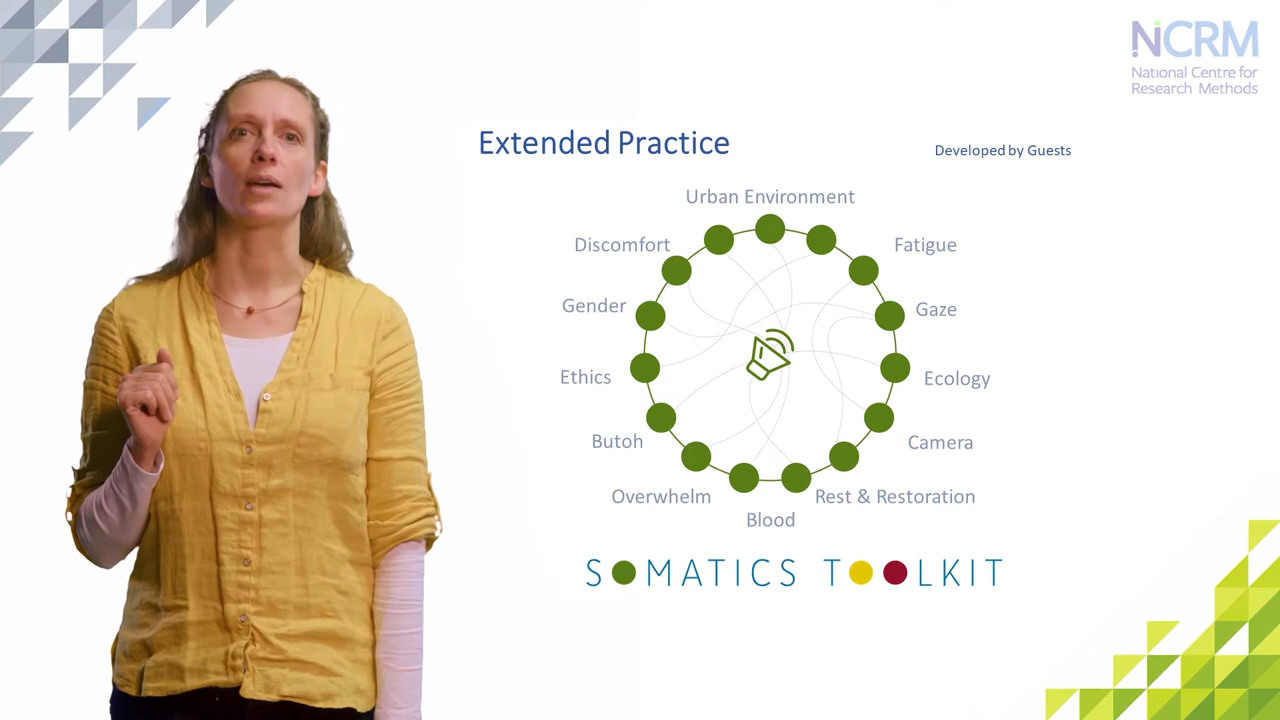 NCRM
National Centre for
Research Methods
Extended Practice
Developed by Guests
Urban Environment
Discomfort
Fatigue
Gender
Gaze
Ethics
Ecology
Butoh
Camera
Overwhelm
Rest & Restoration
Blood
SOMATICS TOOLKIT